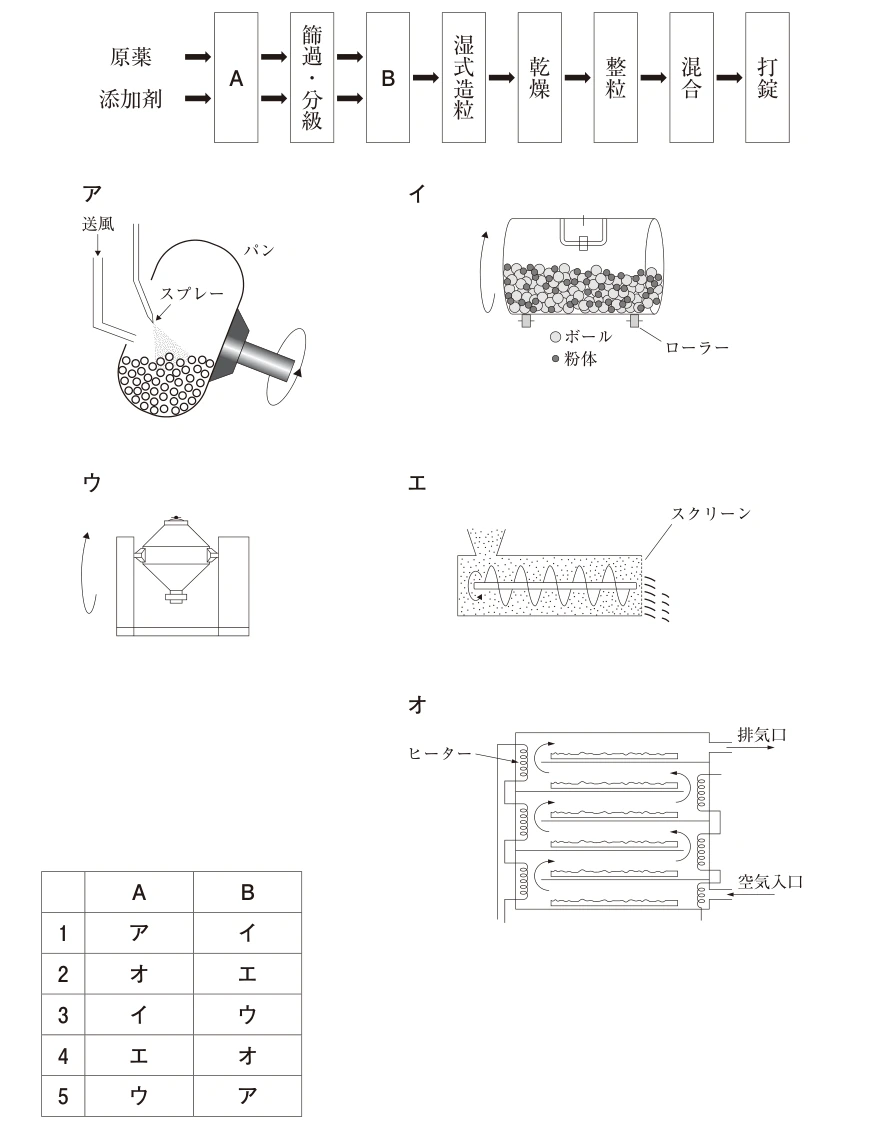 原薬
添加剤
A
篩過・分級
B
湿式造粒
乾燥
整粒
混合
打錠
ア
送風
パン
スプレー
イ
ボール
粉体
ローラー
ウ
エ
スクリーン
オ
ヒーター
排気口
空気入口
A B
1 ア イ
2 オ エ
3 イ ウ
4 エ オ
5 ウ ア